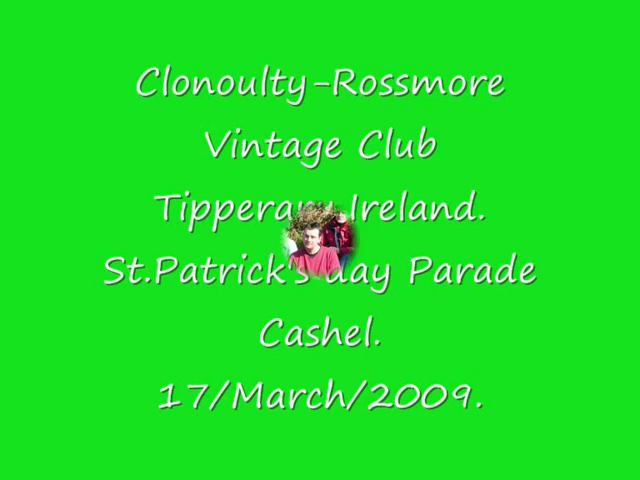 Clonoulty-Rossmore
Vintage Club
Tipperary Ireland.
St.Patrick's day Parade
Cashel.
17/March/2009.